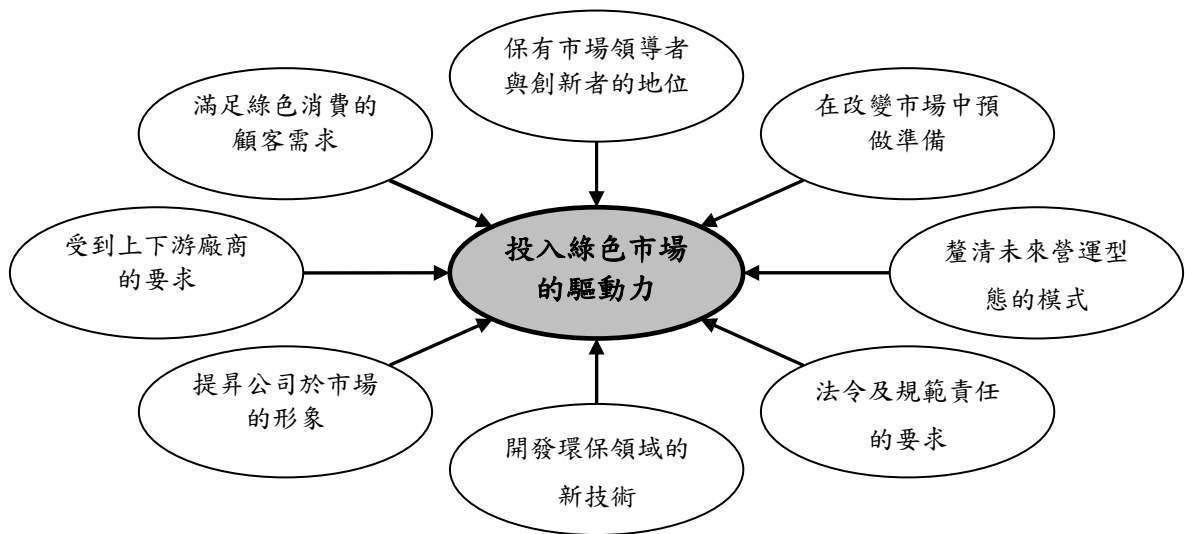 保有市場領導者
與創新者的地位
滿足綠色消費的
顧客需求
在改變市場中預
做準備
受到上下游廠商
的要求
投入綠色市場
的驅動力
釐清未來營運型
態的模式
提昇公司於市場
的形象
法令及規範責任
的要求
開發環保領域的
新技術